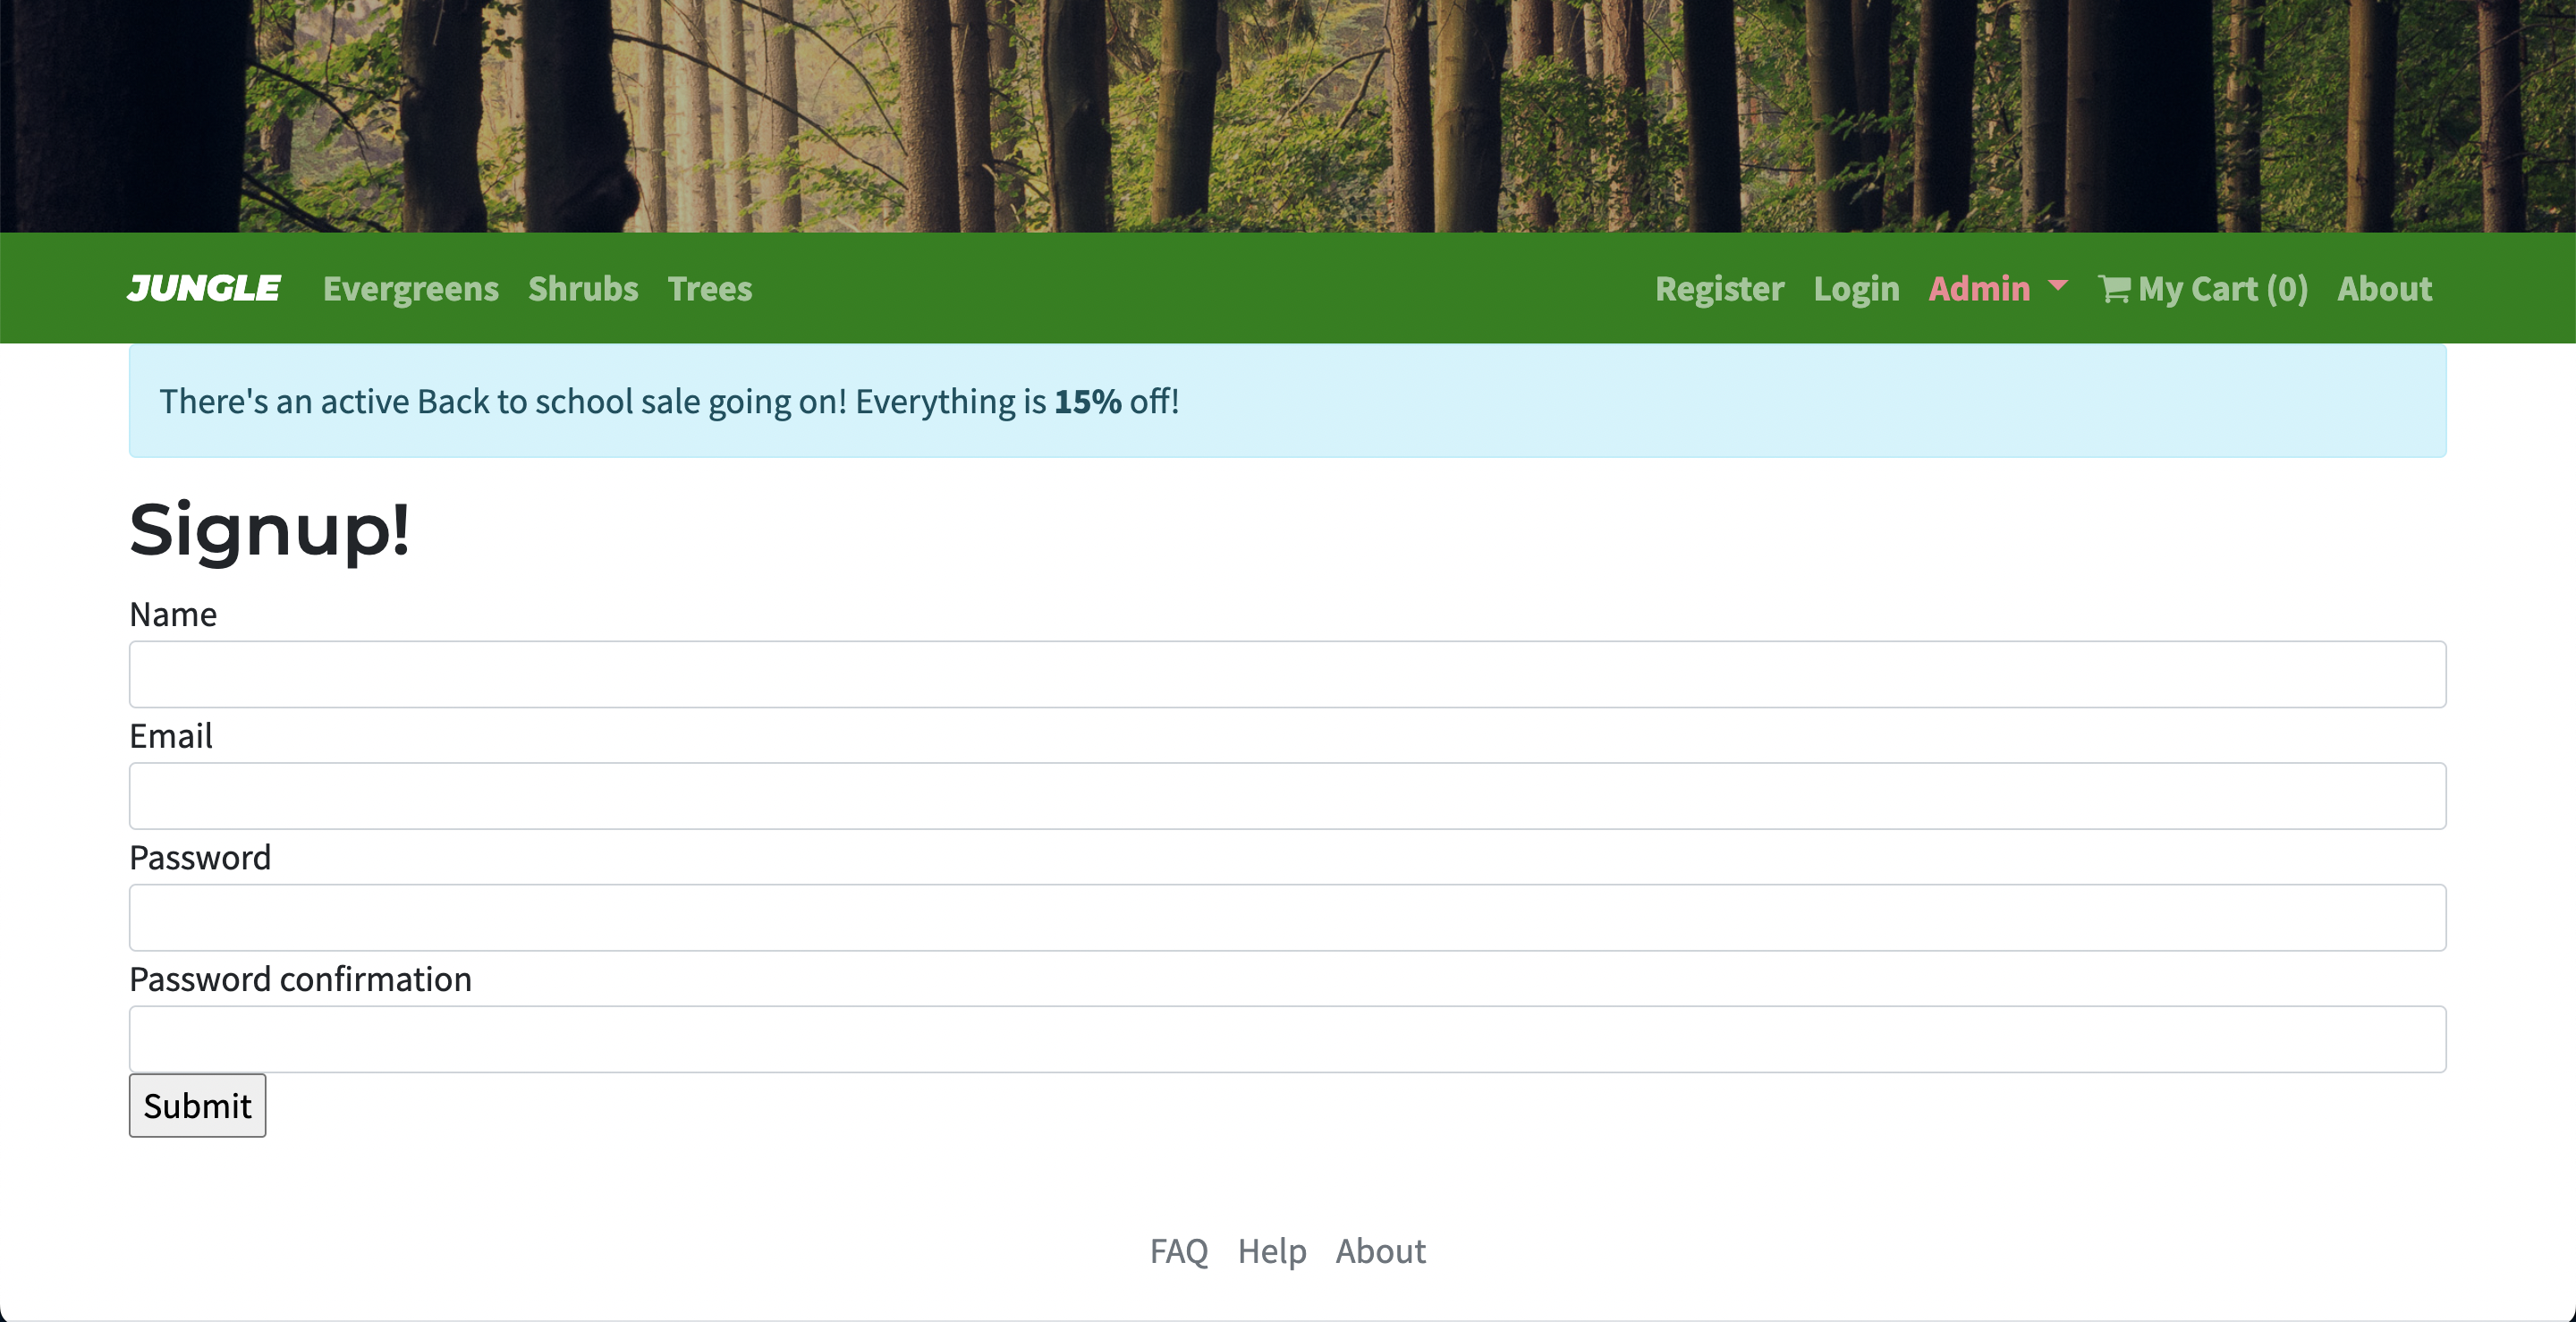 JUNGLE Evergreens Shrubs Trees Register Login Admin My Cart (0) About
There's an active Back to school sale going on! Everything is 15% off!
Signup!
Name
Email
Password
Password confirmation
Submit
FAQ Help About